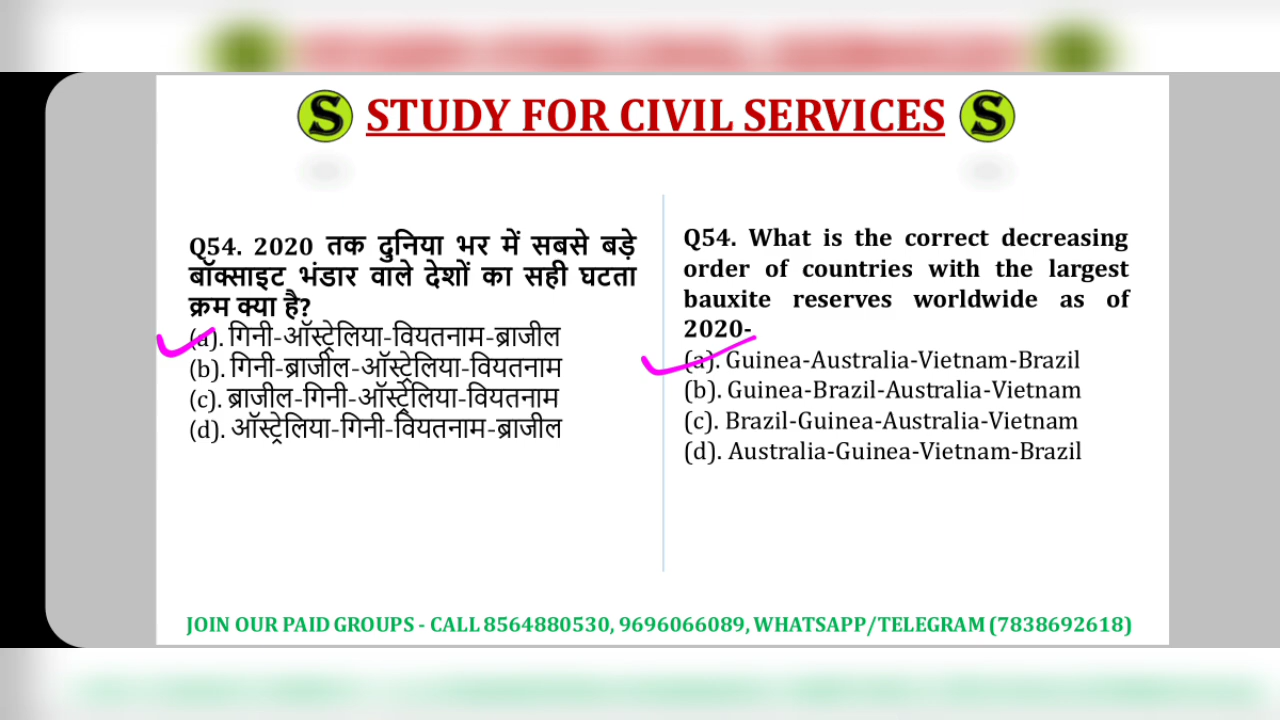 S STUDY FOR CIVIL SERVICES S
Q54. 2020 तक दुनिया भर में सबसे बड़े
बॉक्साइट भंडार वाले देशों का सही घटता
क्रम क्या है?
(a). गिनी-ऑस्ट्रेलिया-वियतनाम-ब्राजील
(b). गिनी-ब्राजील-ऑस्ट्रेलिया-वियतनाम
(c). ब्राजील-गिनी-ऑस्ट्रेलिया-वियतनाम
(d). ऑस्ट्रेलिया-गिनी-वियतनाम-ब्राजील
Q54. What is the correct decreasing
order of countries with the largest
bauxite reserves worldwide as of
2020-
(a). Guinea-Australia-Vietnam-Brazil
(b). Guinea-Brazil-Australia-Vietnam
(c). Brazil-Guinea-Australia-Vietnam
(d). Australia-Guinea-Vietnam-Brazil
JOIN OUR PAID GROUPS - CALL 8564880530, 9696066089, WHATSAPP/TELEGRAM (7838692618)